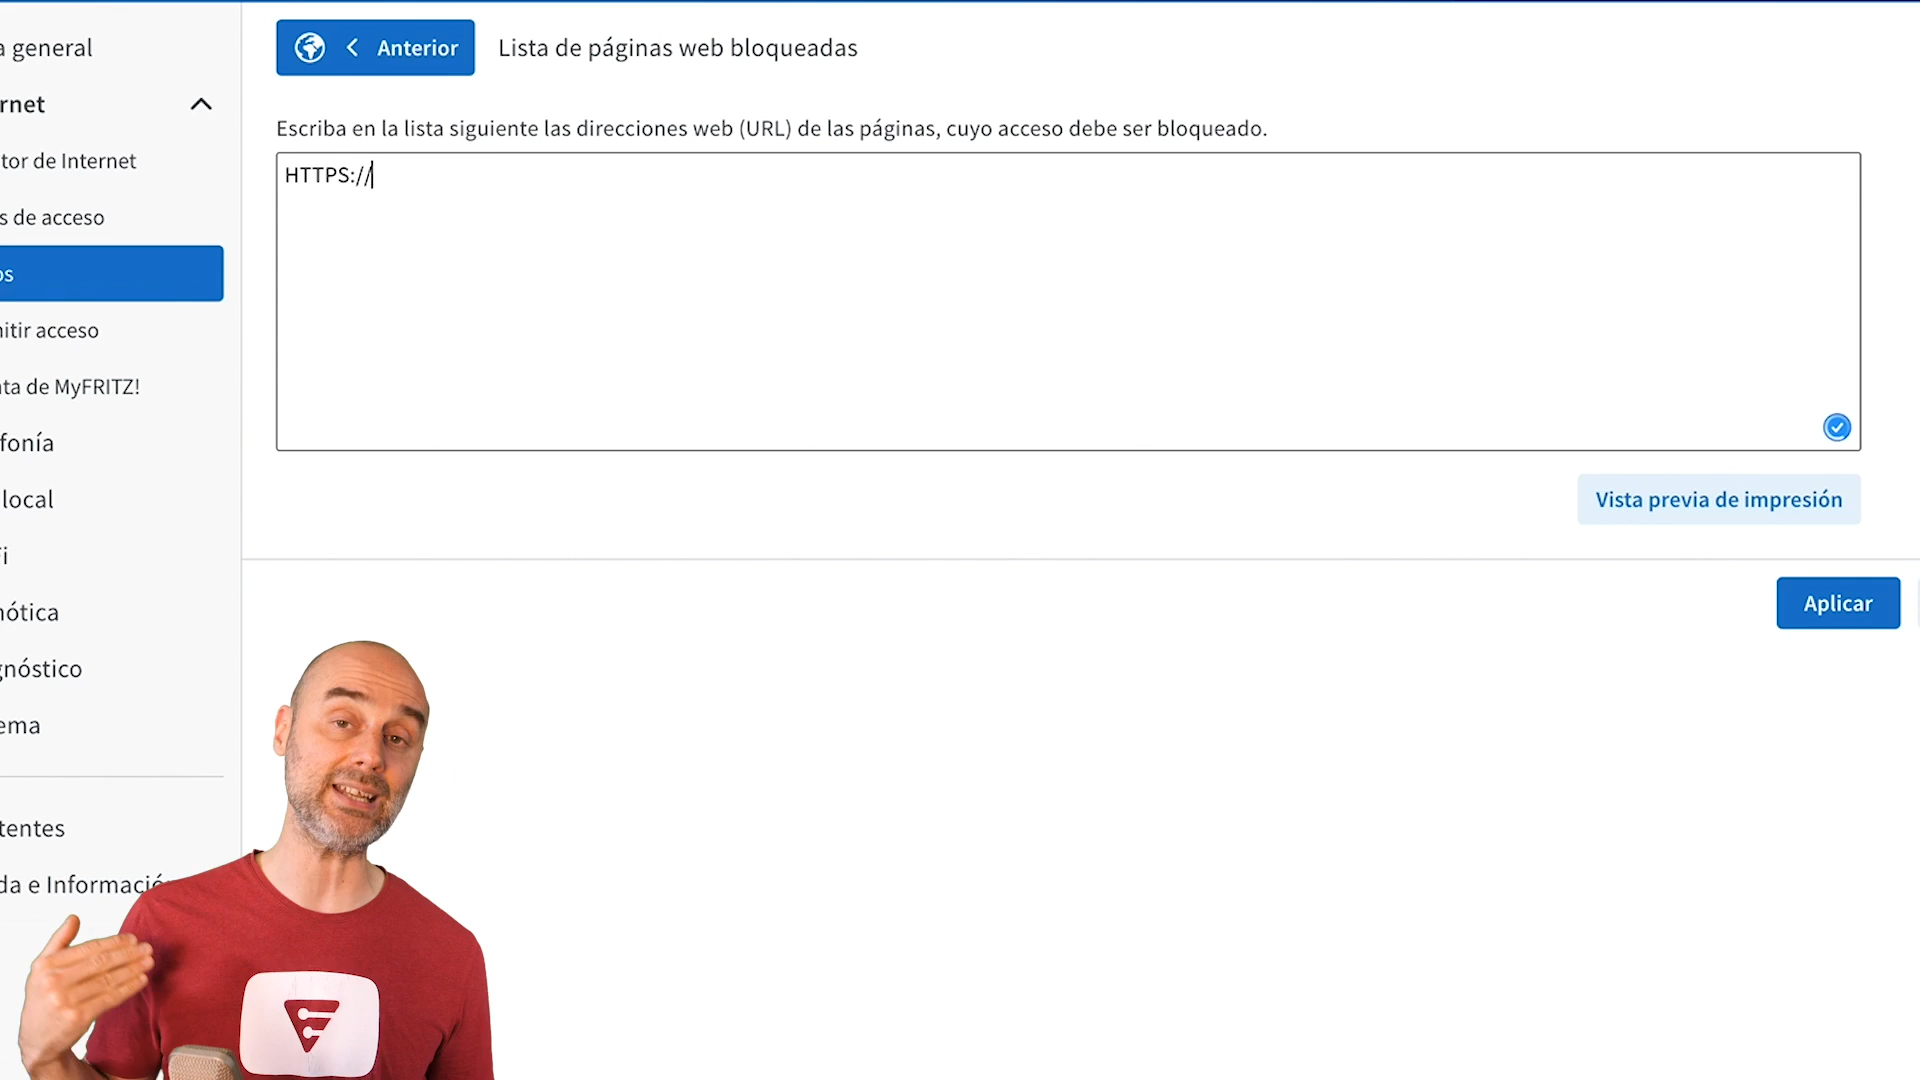 a general
rnet
tor de Internet
s de acceso
os
itir acceso
ta de MyFRITZ!
fonía
local
i
nótica
gnóstico
ema
tentes
da e Informació
Anterior
Lista de páginas web bloqueadas
Escriba en la lista siguiente las direcciones web (URL) de las páginas, cuyo acceso debe ser bloqueado.
HTTPS://
Vista previa de impresión
Aplicar